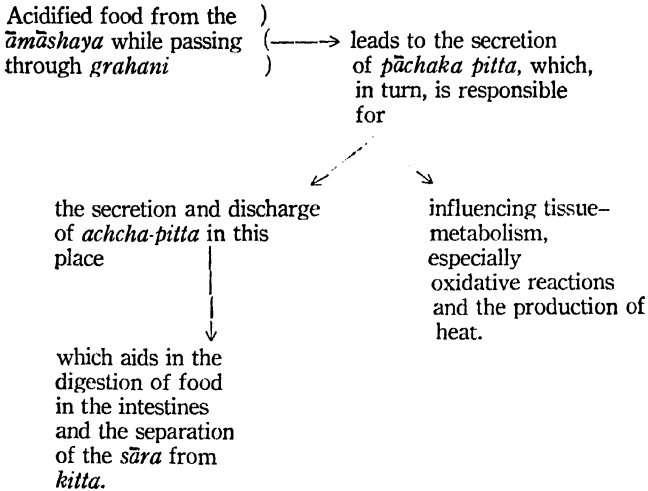 Acidified food from the )
āmāshaya while passing (
through grahani )
leads to the secretion
of pāchaka pitta, which,
in turn, is responsible
for
the secretion and discharge
of achcha-pitta in this
place
influencing tissue–
metabolism,
especially
oxidative reactions
and the production of
heat.
which aids in the
digestion of food
in the intestines
and the separation
of the sāra from
kitta.